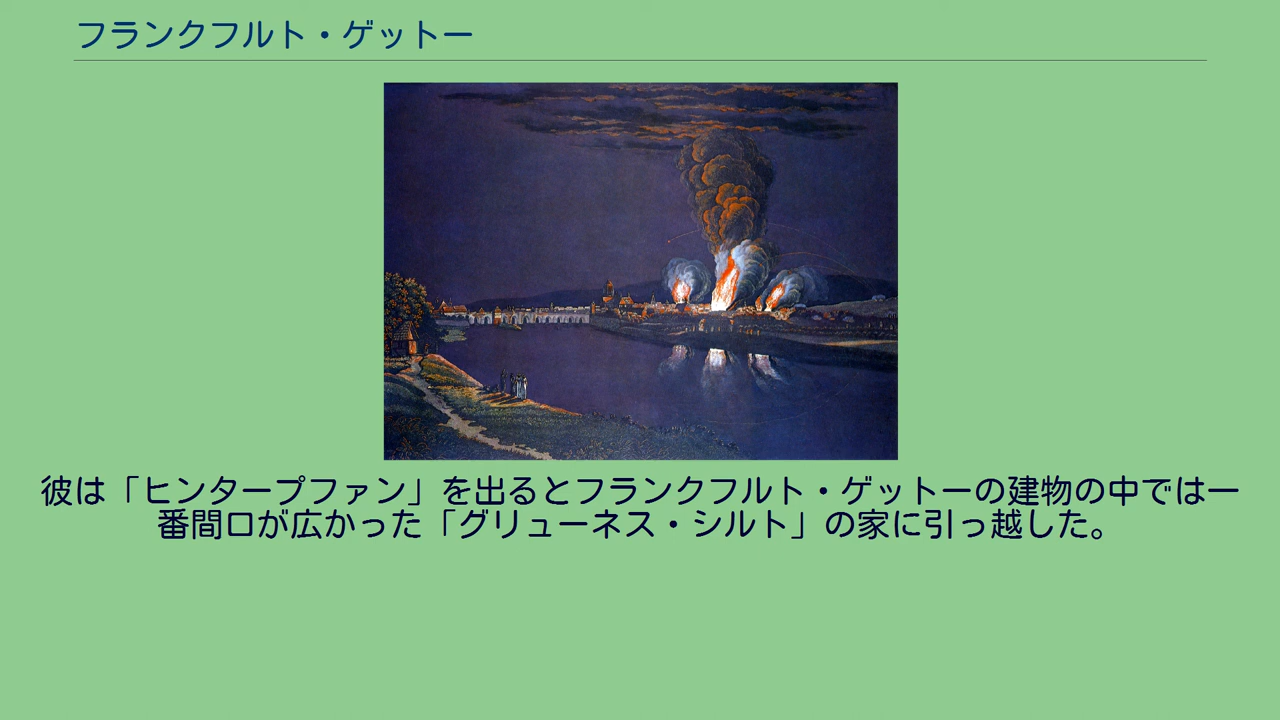 フランクフルト・ゲットー
彼は「ヒンタープファン」を出るとフランクフルト・ゲットーの建物の中では一
番間口が広かった「グリューネス・シルト」の家に引っ越した。